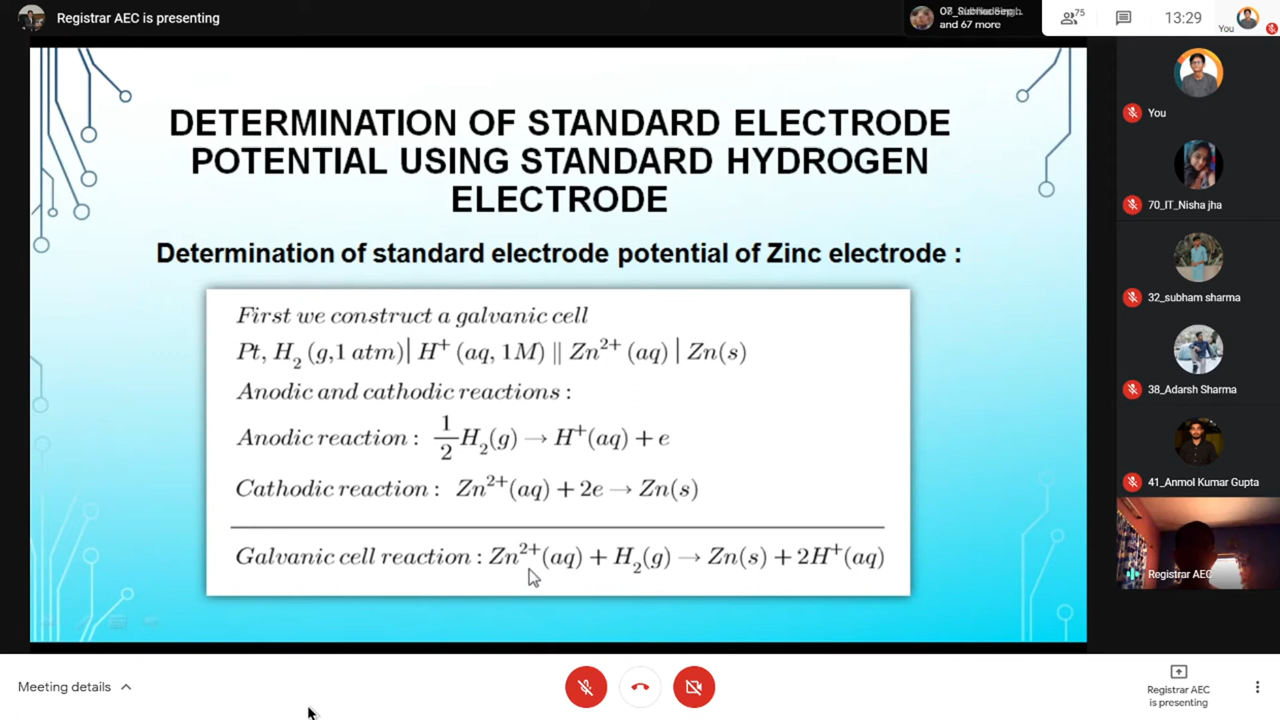 Registrar AEC is presenting
and 67 more
75
13:29
You
DETERMINATION OF STANDARD ELECTRODE
POTENTIAL USING STANDARD HYDROGEN
ELECTRODE
Determination of standard electrode potential of Zinc electrode :
First we construct a galvanic cell
Pt, H₂ (g,1 atm)| H⁺ (aq, 1M) || Zn²⁺ (aq) | Zn(s)
Anodic and cathodic reactions :
Anodic reaction : 1/2 H₂(g) → H⁺(aq) + e
Cathodic reaction : Zn²⁺(aq) + 2e → Zn(s)
Galvanic cell reaction : Zn²⁺(aq) + H₂(g) → Zn(s) + 2H⁺(aq)
You
70_IT_Nisha jha
32_subham sharma
38_Adarsh Sharma
41_Anmol Kumar Gupta
Registrar AEC
Meeting details
Registrar AEC
is presenting